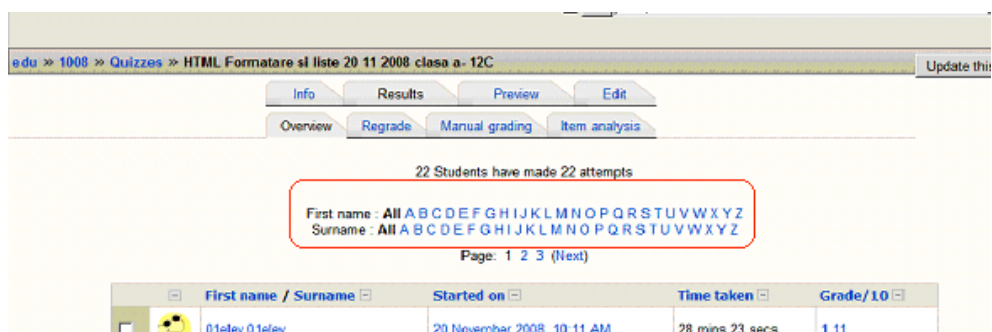 edu » 1008 » Quizzes » HTML Formatare si liste 20 11 2008 clasa a- 12C
Update this
Info Results Preview Edit
Overview Regrade Manual grading Item analysis
22 Students have made 22 attempts
First name : All A B C D E F G H I J K L M N O P Q R S T U V W X Y Z
Surname : All A B C D E F G H I J K L M N O P Q R S T U V W X Y Z
Page: 1 2 3 (Next)
First name / Surname Started on Time taken Grade/10
01elev 01elev 20 November 2008, 10:11 AM 28 mins 23 secs 1.11